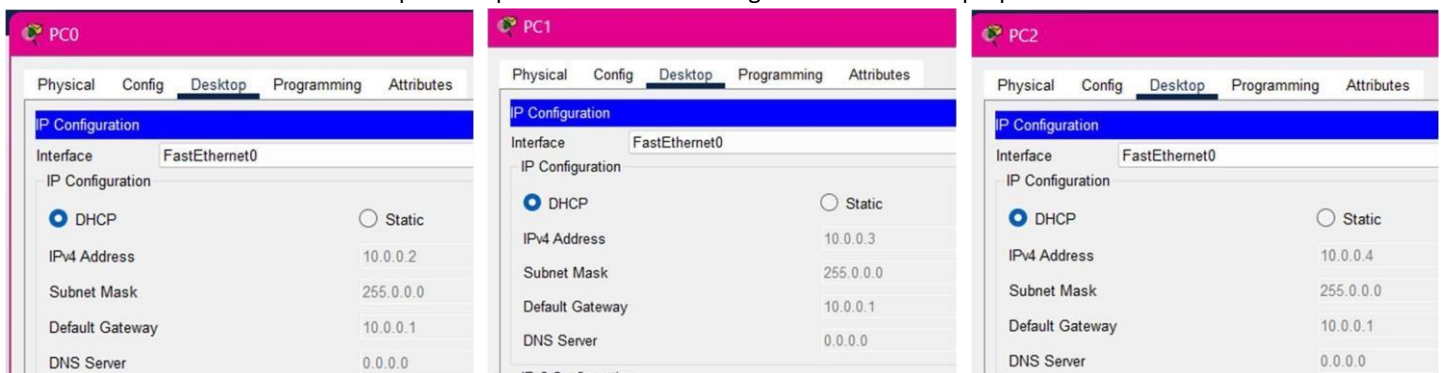 PC0
Physical Config Desktop Programming Attributes
IP Configuration
Interface FastEthernet0
IP Configuration
DHCP Static
IPv4 Address 10.0.0.2
Subnet Mask 255.0.0.0
Default Gateway 10.0.0.1
DNS Server 0.0.0.0
PC1
Physical Config Desktop Programming Attributes
IP Configuration
Interface FastEthernet0
IP Configuration
DHCP Static
IPv4 Address 10.0.0.3
Subnet Mask 255.0.0.0
Default Gateway 10.0.0.1
DNS Server 0.0.0.0
PC2
Physical Config Desktop Programming Attributes
IP Configuration
Interface FastEthernet0
IP Configuration
DHCP Static
IPv4 Address 10.0.0.4
Subnet Mask 255.0.0.0
Default Gateway 10.0.0.1
DNS Server 0.0.0.0